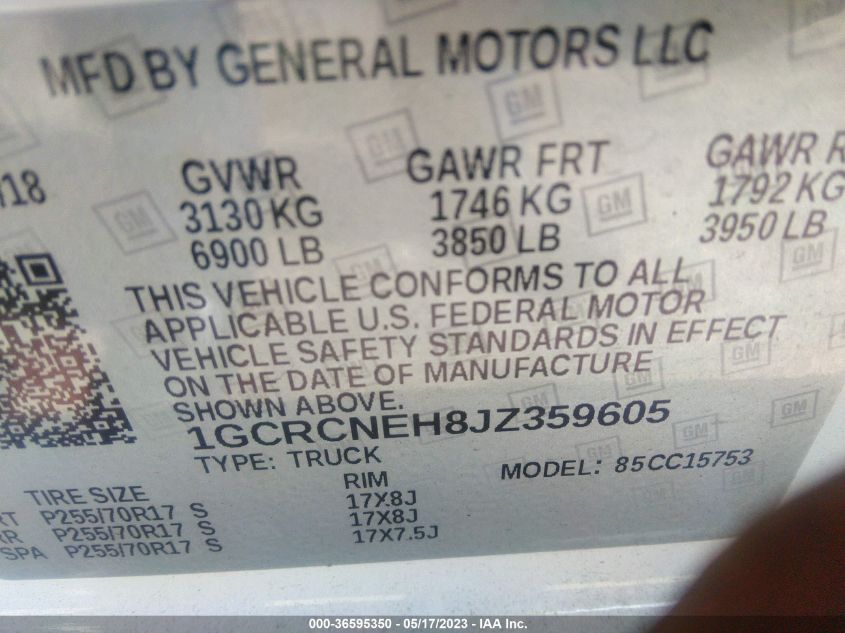 MFD BY GENERAL MOTORS LLC
/18 GVWR GAWR FRT GAWR R
3130 KG 1746 KG 1792 KG
6900 LB 3850 LB 3950 LB
THIS VEHICLE CONFORMS TO ALL
APPLICABLE U.S. FEDERAL MOTOR
VEHICLE SAFETY STANDARDS IN EFFECT
ON THE DATE OF MANUFACTURE
SHOWN ABOVE.
1GCRCNEH8JZ359605
TYPE: TRUCK MODEL: 85CC15753
TIRE SIZE RIM
RT P255/70R17 S 17X8J
RR P255/70R17 S 17X8J
SPA P255/70R17 S 17X7.5J
GM
000-36595350 - 05/17/2023 - IAA Inc.